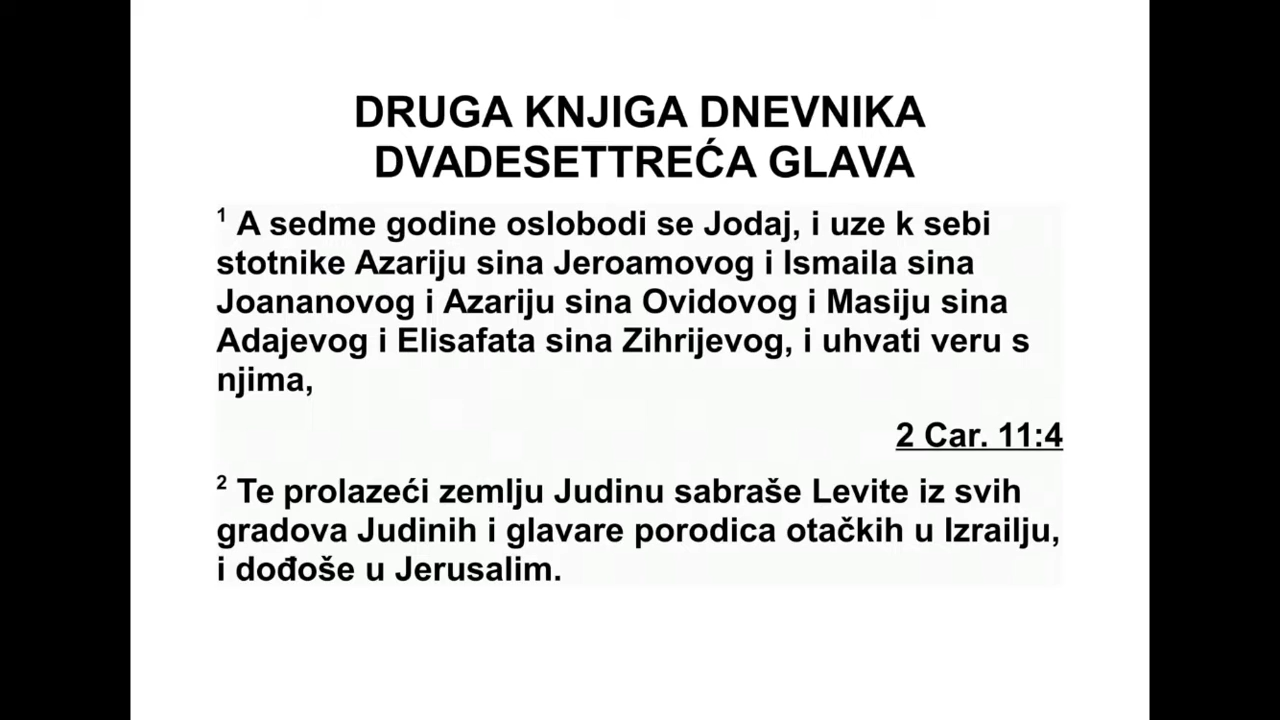 DRUGA KNJIGA DNEVNIKA
DVADESETTREĆA GLAVA
1 A sedme godine oslobodi se Jodaj, i uze k sebi
stotnike Azariju sina Jeroamovog i Ismaila sina
Joananovog i Azariju sina Ovidovog i Masiju sina
Adajevog i Elisafata sina Zihrijevog, i uhvati veru s
njima,
2 Car. 11:4
2 Te prolazeći zemlju Judinu sabraše Levite iz svih
gradova Judinih i glavare porodica otačkih u Izrailju,
i dođoše u Jerusalim.